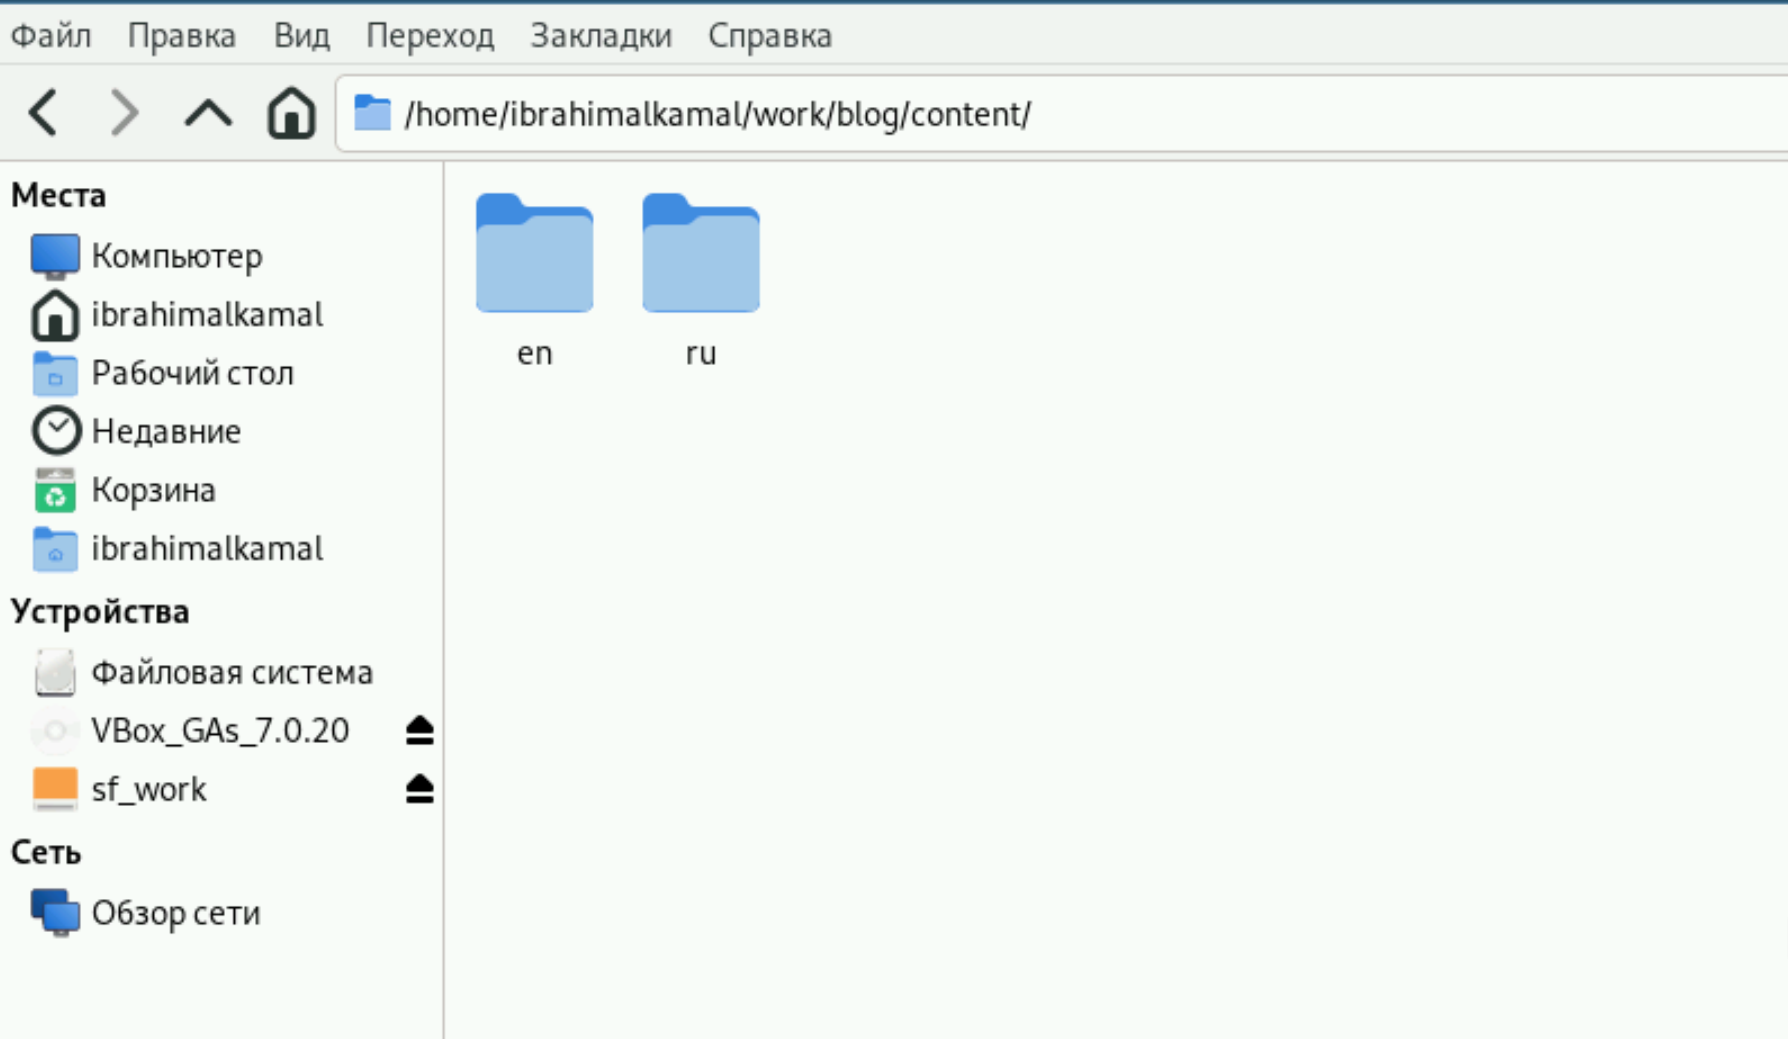 Файл Правка Вид Переход Закладки Справка
/home/ibrahimalkamal/work/blog/content/
Места
Компьютер
ibrahimalkamal
Рабочий стол
Недавние
Корзина
ibrahimalkamal
Устройства
Файловая система
VBox_GAs_7.0.20
sf_work
Сеть
Обзор сети
en ru